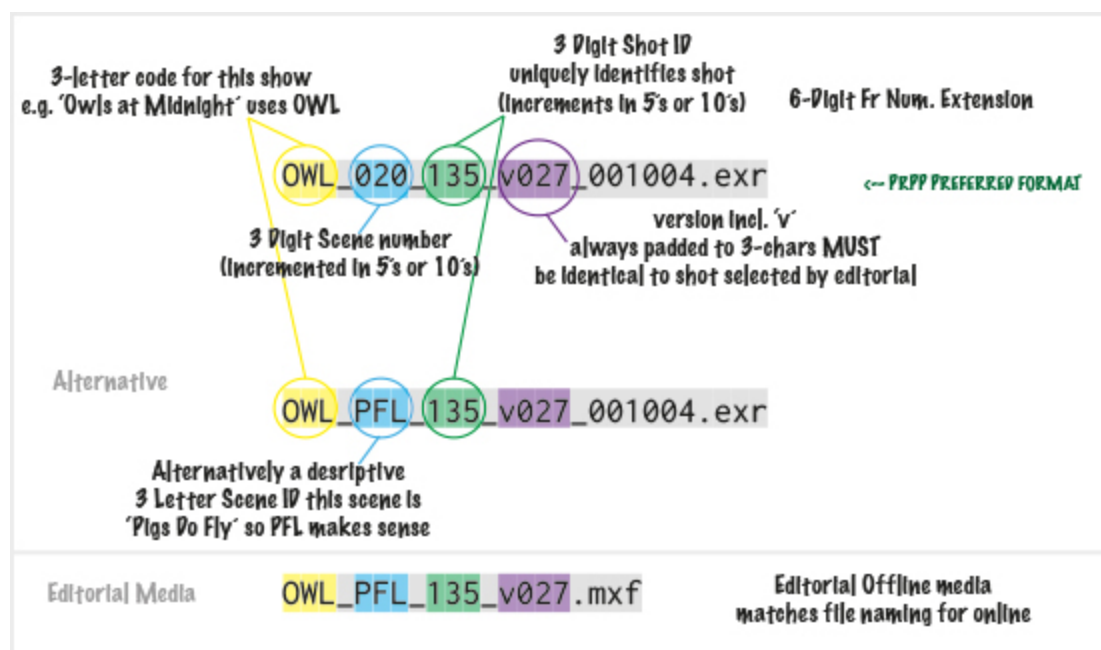 3 Digit Shot ID
uniquely identifies shot
(increments in 5's or 10's)
3-letter code for this show
e.g. 'Owls at Midnight' uses OWL
6-Digit Fr Num. Extension
OWL_020_135_v027_001004.exr
<-- PRPP PREFERRED FORMAT
3 Digit Scene number
(incremented in 5's or 10's)
version incl. 'v'
always padded to 3-chars MUST
be identical to shot selected by editorial
Alternative
OWL_PFL_135_v027_001004.exr
Alternatively a desriptive
3 Letter Scene ID this scene is
'Pigs Do Fly' so PFL makes sense
Editorial Media
OWL_PFL_135_v027.mxf
Editorial Offline media
matches file naming for online